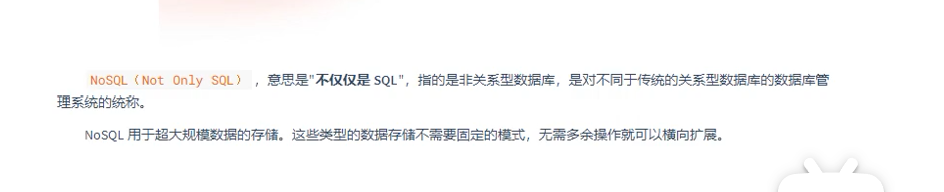 NoSQL（Not Only SQL），意思是"不仅仅是 SQL"，指的是非关系型数据库，是对不同于传统的关系型数据库的数据库管
理系统的统称。
NoSQL 用于超大规模数据的存储。这些类型的数据存储不需要固定的模式，无需多余操作就可以横向扩展。